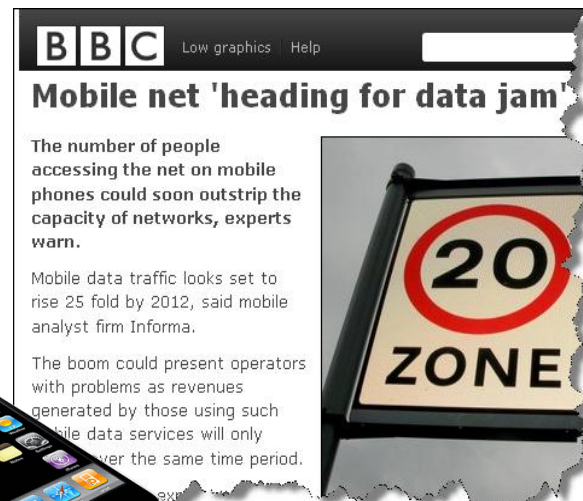 BBC Low graphics Help
Mobile net 'heading for data jam'
The number of people
accessing the net on mobile
phones could soon outstrip the
capacity of networks, experts
warn.
Mobile data traffic looks set to
rise 25 fold by 2012, said mobile
analyst firm Informa.
The boom could present operators
with problems as revenues
generated by those using such
data services will only
over the same time period.
20
ZONE